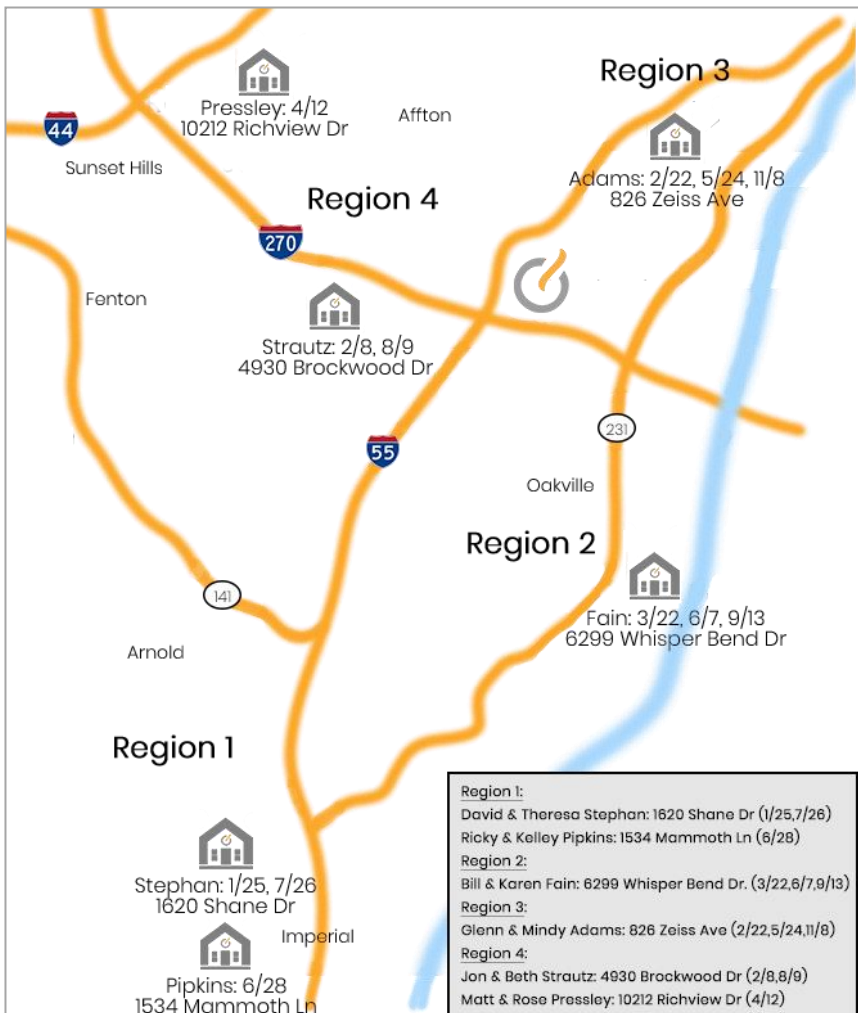 Region 3
Pressley: 4/12
10212 Richview Dr
Affton
44
Sunset Hills
Adams: 2/22, 5/24, 11/8
826 Zeiss Ave
Region 4
270
Fenton
Strautz: 2/8, 8/9
4930 Brockwood Dr
231
55
Oakville
Region 2
141
Fain: 3/22, 6/7, 9/13
6299 Whisper Bend Dr
Arnold
Region 1
Stephan: 1/25, 7/26
1620 Shane Dr
Imperial
Pipkins: 6/28
1534 Mammoth Ln
Region 1:
David & Theresa Stephan: 1620 Shane Dr (1/25,7/26)
Ricky & Kelley Pipkins: 1534 Mammoth Ln (6/28)
Region 2:
Bill & Karen Fain: 6299 Whisper Bend Dr. (3/22,6/7,9/13)
Region 3:
Glenn & Mindy Adams: 826 Zeiss Ave (2/22,5/24,11/8)
Region 4:
Jon & Beth Strautz: 4930 Brockwood Dr (2/8,8/9)
Matt & Rose Pressley: 10212 Richview Dr (4/12)